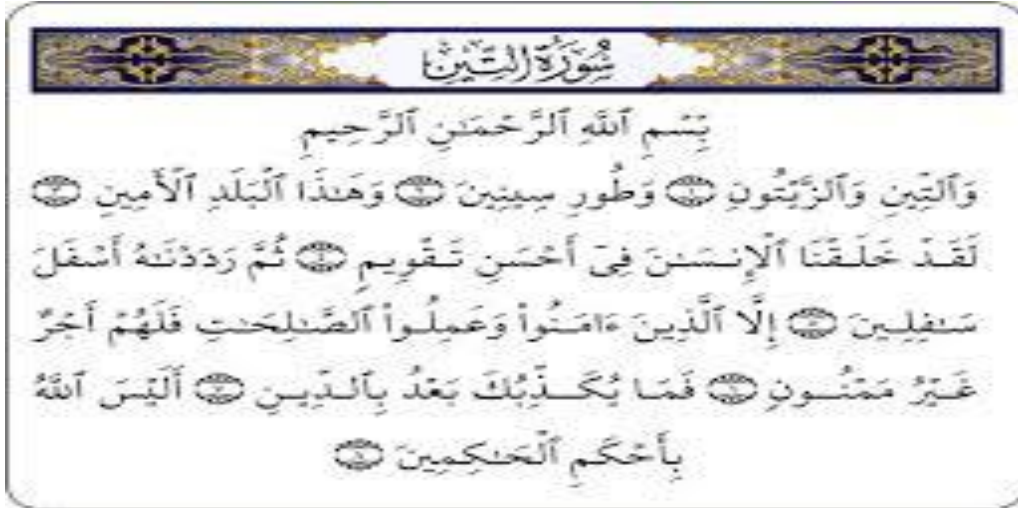 سُورَةُ التِّينِ
بِسْمِ ٱللَّهِ ٱلرَّحْمَـٰنِ ٱلرَّحِيمِ
وَٱلتِّينِ وَٱلزَّيْتُونِ ١ وَطُورِ سِينِينَ ٢ وَهَـٰذَا ٱلْبَلَدِ ٱلْأَمِينِ ٣
لَقَدْ خَلَقْنَا ٱلْإِنسَـٰنَ فِىٓ أَحْسَنِ تَقْوِيمٍ ٤ ثُمَّ رَدَدْنَـٰهُ أَسْفَلَ
سَـٰفِلِينَ ٥ إِلَّا ٱلَّذِينَ ءَامَنُوا۟ وَعَمِلُوا۟ ٱلصَّـٰلِحَـٰتِ فَلَهُمْ أَجْرٌ
غَيْرُ مَمْنُونٍ ٦ فَمَا يُكَذِّبُكَ بَعْدُ بِٱلدِّينِ ٧ أَلَيْسَ ٱللَّهُ
بِأَحْكَمِ ٱلْحَـٰكِمِينَ ٨